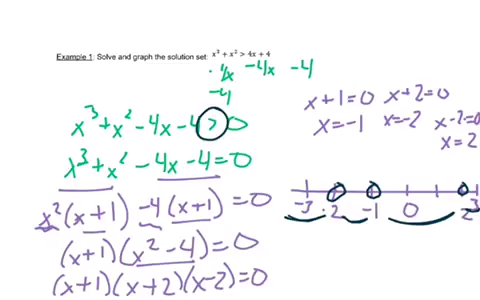 Example 1: Solve and graph the solution set: x³ + x² > 4x + 4
-4x -4x -4
-4
x³ + x² - 4x - 4 > 0
x³ + x² - 4x - 4 = 0
x²(x+1) -4(x+1) = 0
(x+1)(x²-4) = 0
(x+1)(x+2)(x-2) = 0
x+1=0 x+2=0
x=-1 x=-2 x-2=0
x=2
-3 -2 -1 0 2 3